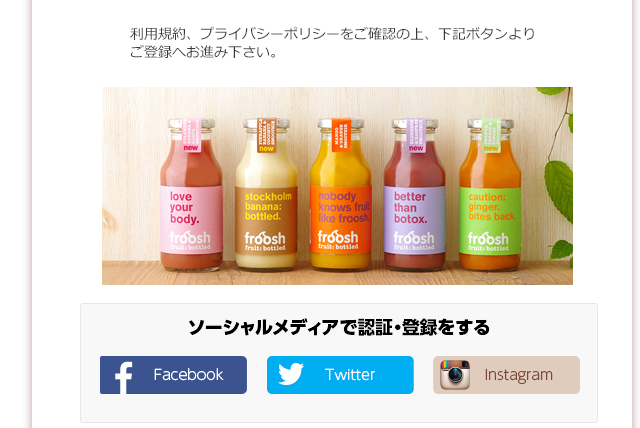 利用規約、プライバシーポリシーをご確認の上、下記ボタンより
ご登録へお進み下さい。
new
new
new
new
love
your
body.
froosh
fruit: bottled
stockholm
banana:
bottled.
froosh
fruit: bottled
nobody
knows fruit
like froosh.
froosh
fruit: bottled
better
than
botox.
froosh
fruit: bottled
caution:
ginger.
bites back.
froosh
fruit: bottled
ソーシャルメディアで認証・登録をする
Facebook
Twitter
Instagram